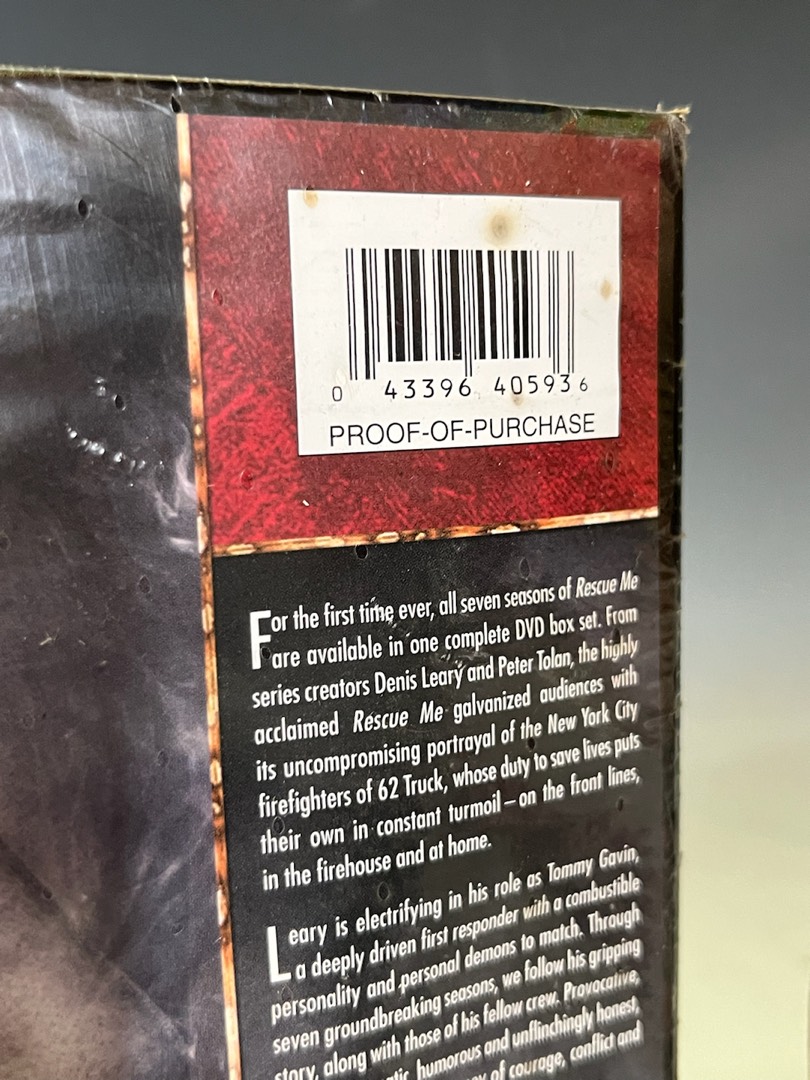 0 43396 40593 6
PROOF-OF-PURCHASE
For the first time ever, all seven seasons of Rescue Me
are available in one complete DVD box set. From
series creators Denis Leary and Peter Tolan, the highly
acclaimed Rescue Me galvanized audiences with
its uncompromising portrayal of the New York City
firefighters of 62 Truck, whose duty to save lives puts
their own in constant turmoil – on the front lines,
in the firehouse and at home.
Leary is electrifying in his role as Tommy Gavin,
a deeply driven first responder with a combustible
personality and personal demons to match. Through
seven groundbreaking seasons, we follow his gripping
story, along with those of his fellow crew. Provocative,
humorous and unflinchingly honest,
of courage, conflict and